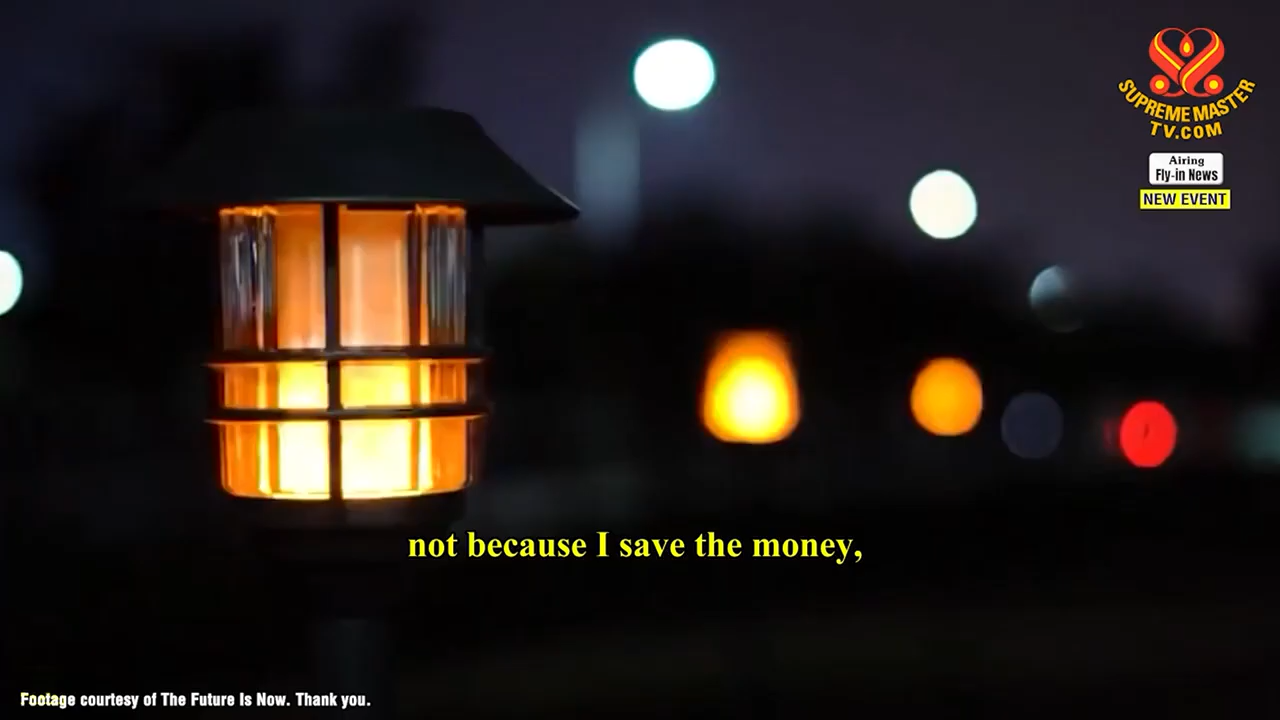 SUPREME MASTER
TV.COM
Airing
Fly-in News
NEW EVENT
not because I save the money,
Footage courtesy of The Future Is Now. Thank you.